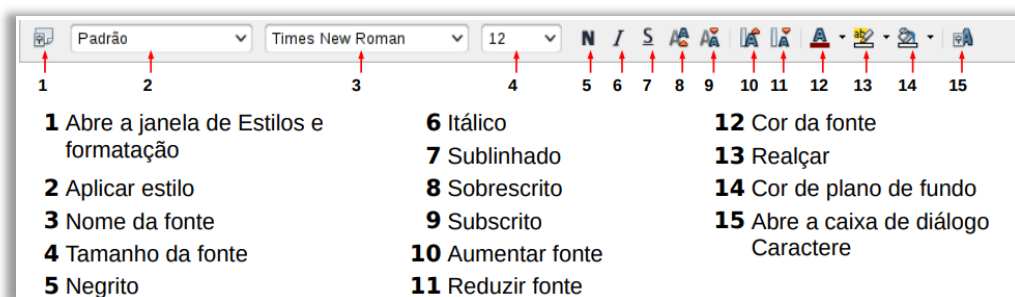 Padrão Times New Roman 12 N I S
1 2 3 4 5 6 7 8 9 10 11 12 13 14 15
1 Abre a janela de Estilos e
formatação
2 Aplicar estilo
3 Nome da fonte
4 Tamanho da fonte
5 Negrito
6 Itálico
7 Sublinhado
8 Sobrescrito
9 Subscrito
10 Aumentar fonte
11 Reduzir fonte
12 Cor da fonte
13 Realçar
14 Cor de plano de fundo
15 Abre a caixa de diálogo
Caractere